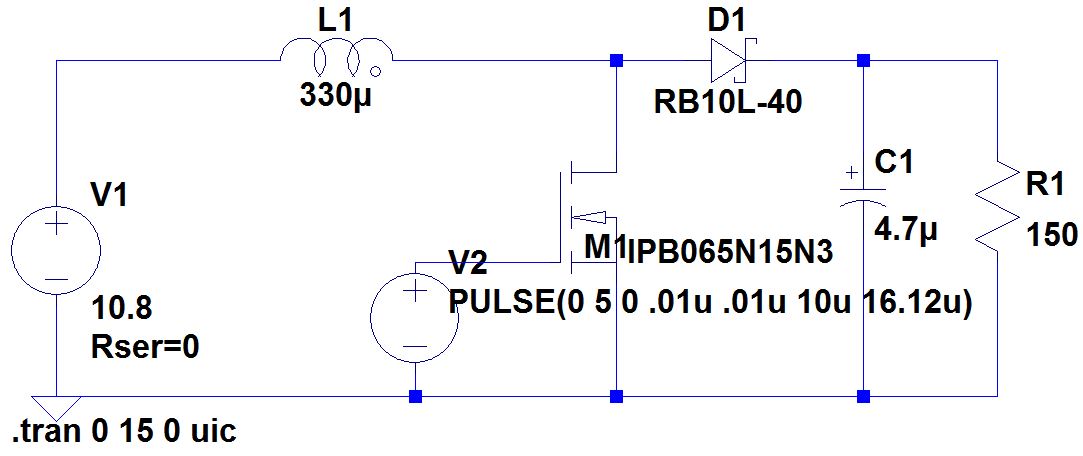 L1
330µ
D1
RB10L-40
V1
10.8
Rser=0
V2
PULSE(0 5 0 .01u .01u 10u 16.12u)
M1
IPB065N15N3
C1
4.7µ
R1
150
.tran 0 15 0 uic